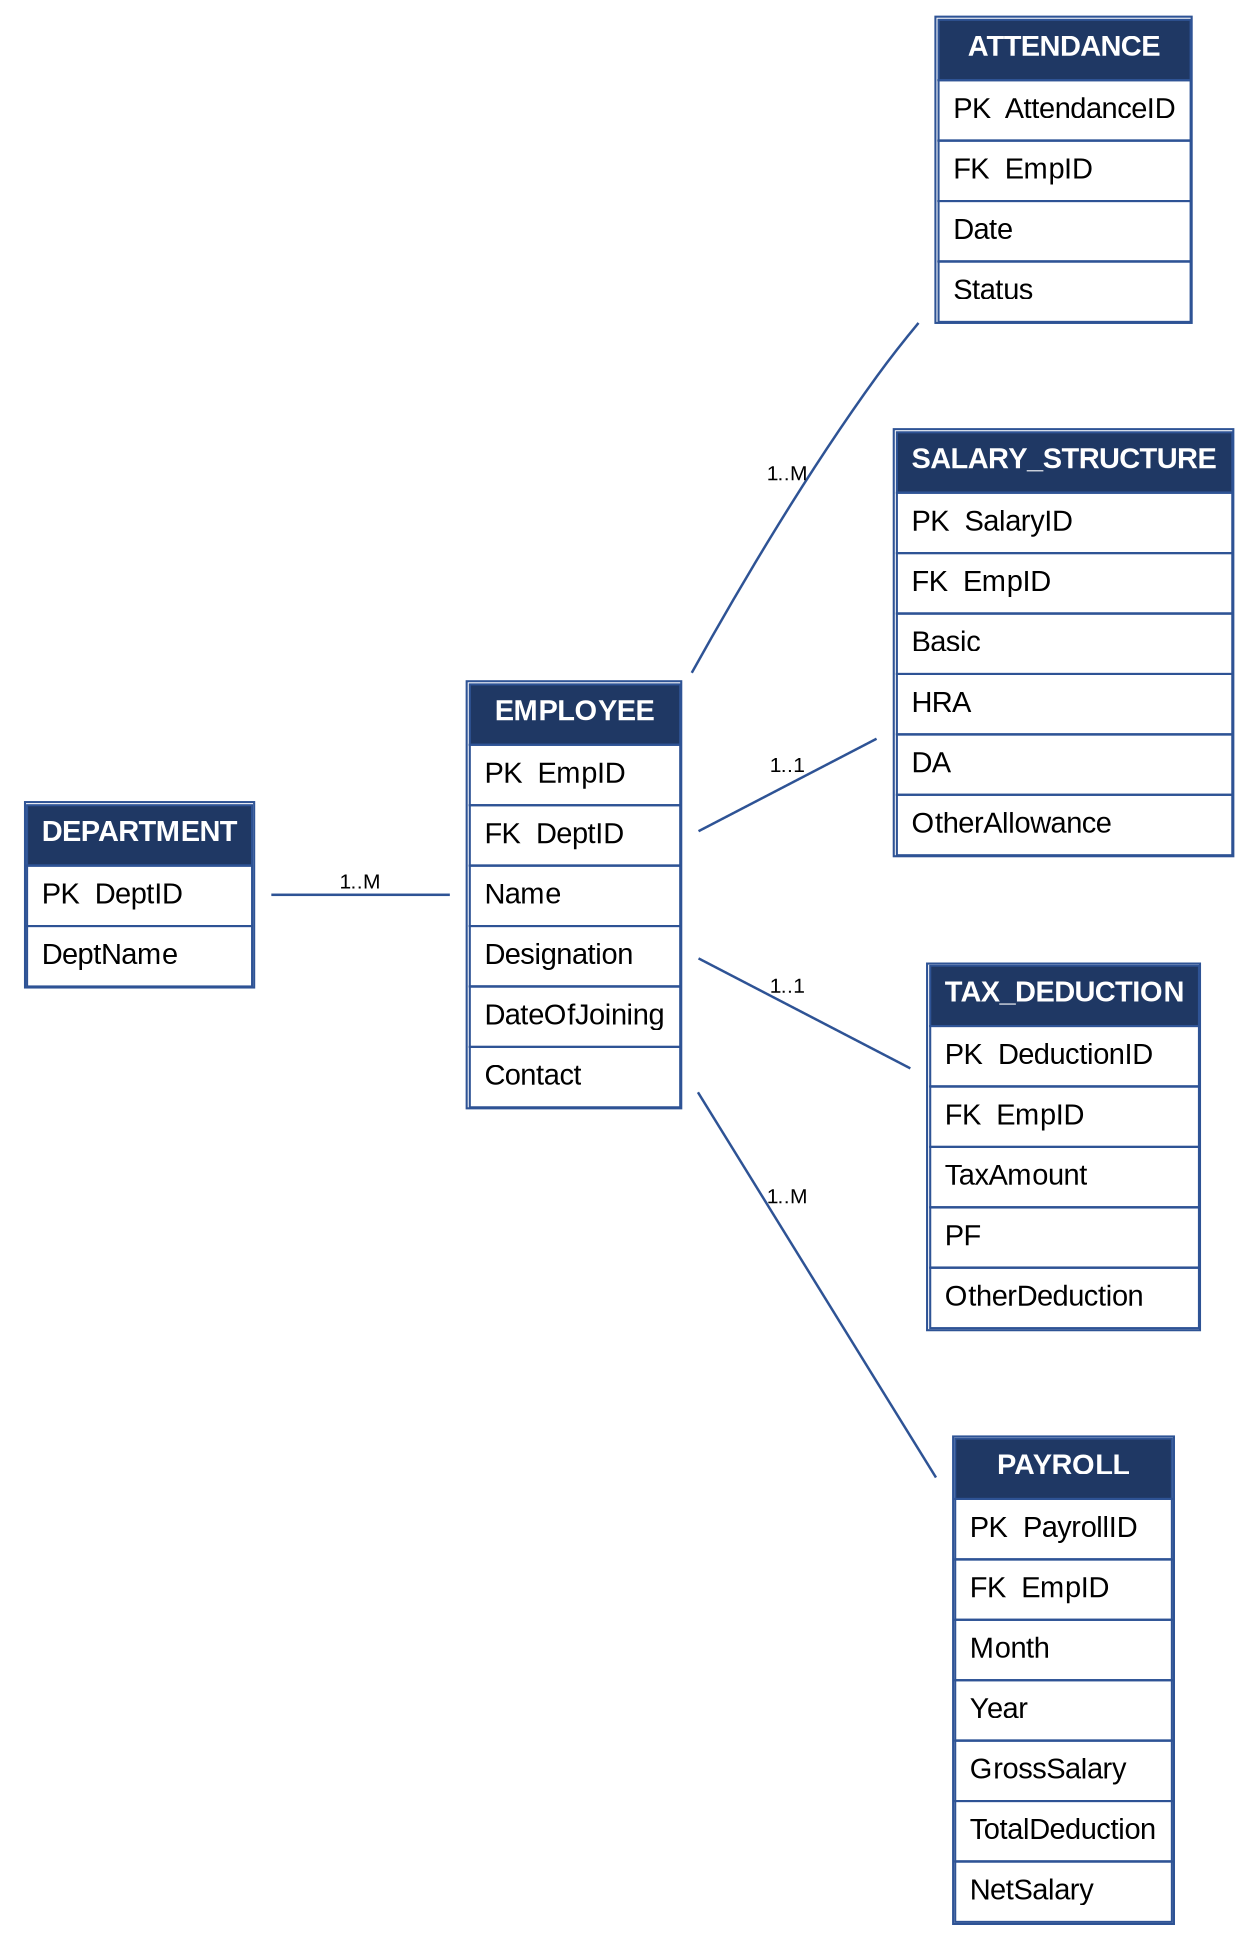 ATTENDANCE
PK  AttendanceID
FK  EmpID
Date
Status
1..M
SALARY_STRUCTURE
PK  SalaryID
FK  EmpID
Basic
HRA
DA
OtherAllowance
1..1
EMPLOYEE
PK  EmpID
FK  DeptID
Name
Designation
DateOfJoining
Contact
DEPARTMENT
PK  DeptID
DeptName
1..M
1..1
TAX_DEDUCTION
PK  DeductionID
FK  EmpID
TaxAmount
PF
OtherDeduction
1..M
PAYROLL
PK  PayrollID
FK  EmpID
Month
Year
GrossSalary
TotalDeduction
NetSalary